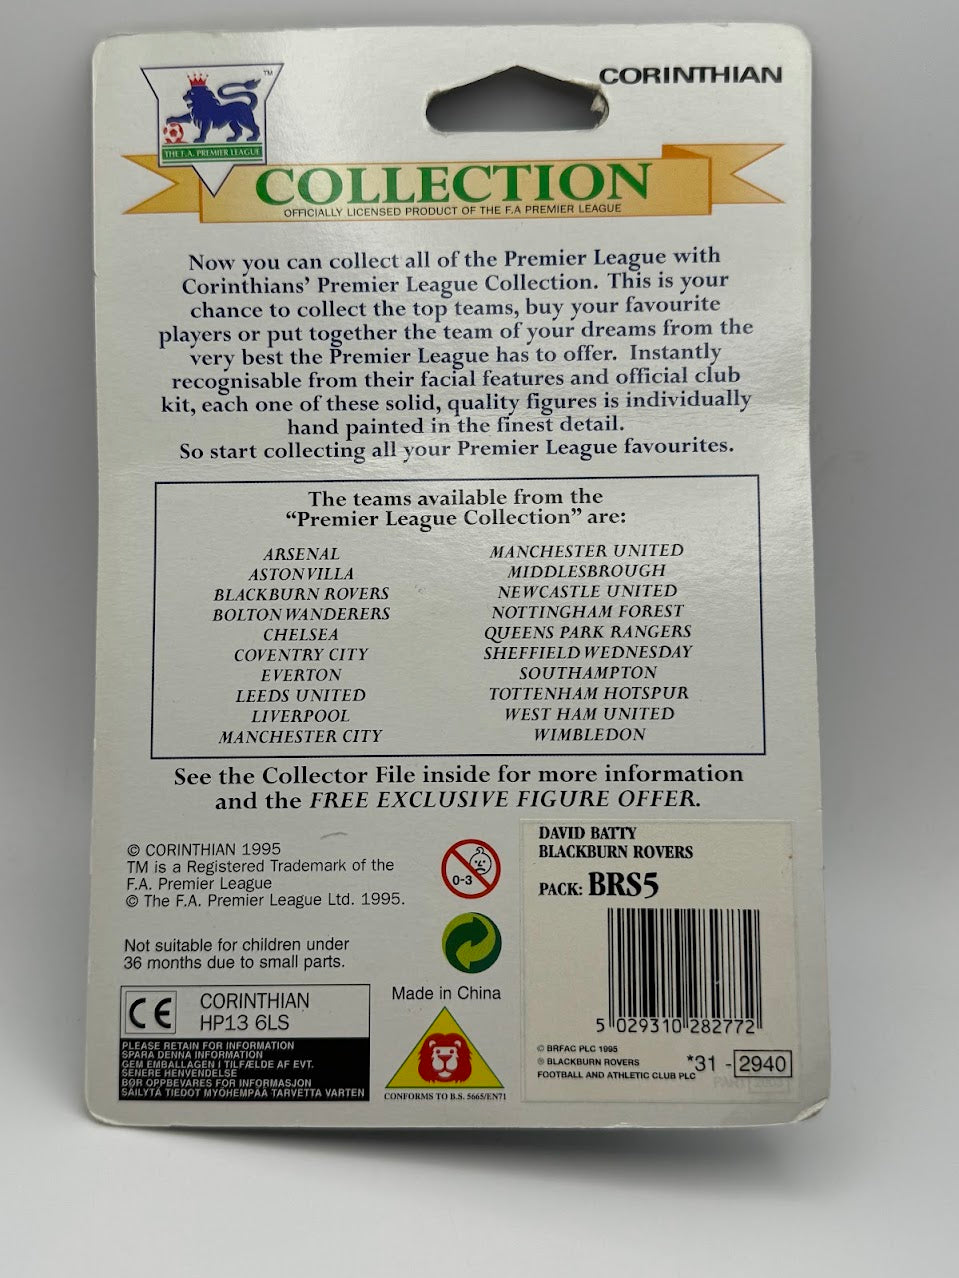 TM
THE F.A. PREMIER LEAGUE
CORINTHIAN
COLLECTION
OFFICIALLY LICENSED PRODUCT OF THE F.A PREMIER LEAGUE
Now you can collect all of the Premier League with
Corinthians' Premier League Collection. This is your
chance to collect the top teams, buy your favourite
players or put together the team of your dreams from the
very best the Premier League has to offer. Instantly
recognisable from their facial features and official club
kit, each one of these solid, quality figures is individually
hand painted in the finest detail.
So start collecting all your Premier League favourites.
The teams available from the
“Premier League Collection” are:
ARSENAL
ASTON VILLA
BLACKBURN ROVERS
BOLTON WANDERERS
CHELSEA
COVENTRY CITY
EVERTON
LEEDS UNITED
LIVERPOOL
MANCHESTER CITY
MANCHESTER UNITED
MIDDLESBROUGH
NEWCASTLE UNITED
NOTTINGHAM FOREST
QUEENS PARK RANGERS
SHEFFIELD WEDNESDAY
SOUTHAMPTON
TOTTENHAM HOTSPUR
WEST HAM UNITED
WIMBLEDON
See the Collector File inside for more information
and the FREE EXCLUSIVE FIGURE OFFER.
© CORINTHIAN 1995
TM is a Registered Trademark of the
F.A. Premier League
© The F.A. Premier League Ltd. 1995.
Not suitable for children under
36 months due to small parts.
CE
CORINTHIAN
HP13 6LS
PLEASE RETAIN FOR INFORMATION
SPARA DENNA INFORMATION
GEM EMBALLAGEN I TILFÆLDE AF EVT.
SENERE HENVENDELSE
BØR OPPBEVARES FOR INFORMASJON
SÄILYTÄ TIEDOT MYÖHEMPÄÄ TARVETTA VARTEN
0-3
Made in China
CONFORMS TO B.S. 5665/EN71
DAVID BATTY
BLACKBURN ROVERS
PACK: BRS5
5 029310 282772
© BRFAC PLC 1995
® BLACKBURN ROVERS
FOOTBALL AND ATHLETIC CLUB PLC
*31 - 2940